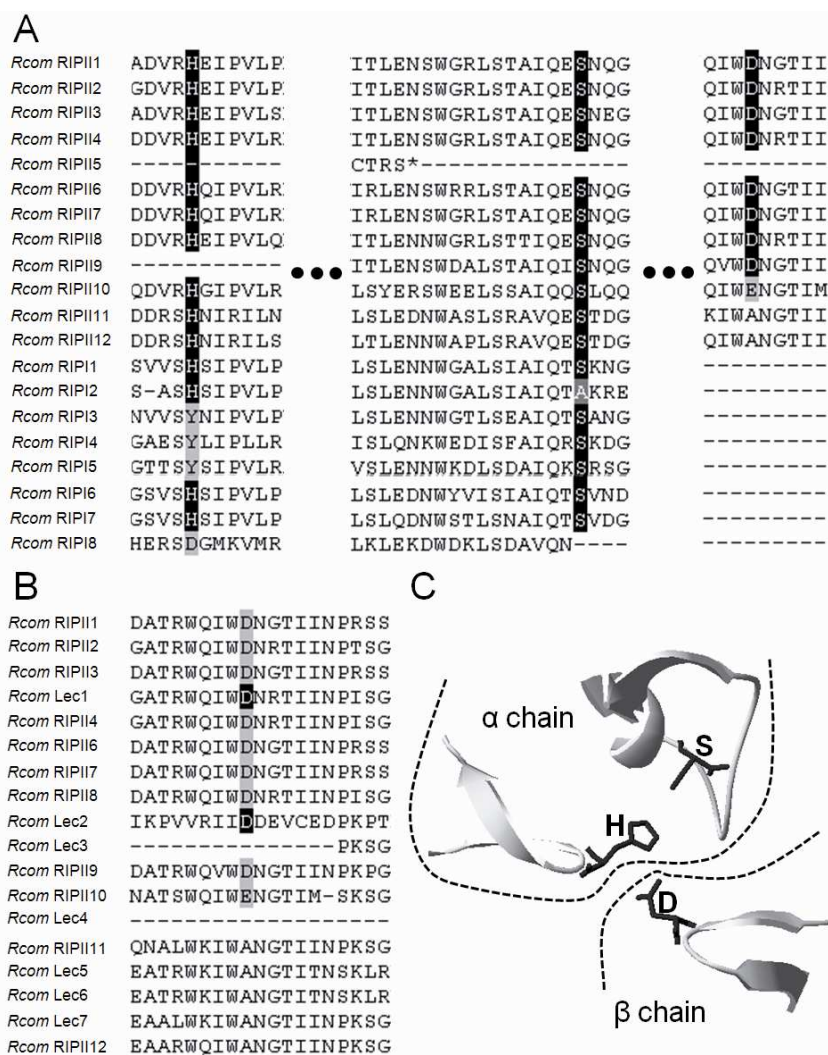 A
Rcom RIPII1 ADVRHEIPVLP ITLENSWGRLSTAIQESNQG QIWDNGTII
Rcom RIPII2 GDVRHEIPVLP ITLENSWGRLSTAIQESNQG QIWDNRTII
Rcom RIPII3 ADVRHEIPVLS ITLENSWGRLSTAIQESNEG QIWDNGTII
Rcom RIPII4 DDVRHEIPVLR ITLENSWGRLSTAIQESNQG QIWDNRTII
Rcom RIPII5 ----------- CTRS*--------------- ---------
Rcom RIPII6 DDVRHQIPVLR IRLENSWRRLSTAIQESNQG QIWDNGTII
Rcom RIPII7 DDVRHQIPVLR ITLENSWGRLSTAIQESNQG QIWDNGTII
Rcom RIPII8 DDVRHEIPVLQ ITLENNWGRLSTTIQESNQG QIWDNRTII
Rcom RIPII9 ----------- ITLENSWDALSTAIQISNQG QVWDNGTII
●●● ●●●
Rcom RIPII10 QDVRHGIPVLR LSYERSWEELSSAIQQSLQQ QIWENGTIM
Rcom RIPII11 DDRSHNIRILN LSLEDNWASLSRAVQESTDG KIWANGTII
Rcom RIPII12 DDRSHNIRILS LTLENNWAPLSRAVQESTDG QIWANGTII
Rcom RIPI1 SVVSHSIPVLP LSLENNWGALSIAIQTSKNG ---------
Rcom RIPI2 S-ASHSIPVLP LSLENNWGALSIAIQTAKRE ---------
Rcom RIPI3 NVVSYNIPVLP LSLENNWGTLSEAIQTSANG ---------
Rcom RIPI4 GAESYLIPLLR ISLQNKWEDISFAIQRSKDG ---------
Rcom RIPI5 GTTSYSIPVLR VSLENNWKDLSDAIQKSRSG ---------
Rcom RIPI6 GSVSHSIPVLP LSLEDNWYVISIAIQTSVND ---------
Rcom RIPI7 GSVSHSIPVLP LSLQDNWSTLSNAIQTSVDG ---------
Rcom RIPI8 HERSDGMKVMR LKLEKDWDKLSDAVQN---- ---------
B
Rcom RIPII1 DATRWQIWDNGTIINPRSS
Rcom RIPII2 GATRWQIWDNRTIINPTSG
Rcom RIPII3 DATRWQIWDNGTIINPRSS
Rcom Lec1 GATRWQIWDNRTIINPISG
Rcom RIPII4 GATRWQIWDNRTIINPISG
Rcom RIPII6 DATRWQIWDNGTIINPRSS
Rcom RIPII7 DATRWQIWDNGTIINPRSS
Rcom RIPII8 DATRWQIWDNRTIINPISG
Rcom Lec2 IKPVVRIIDDEVCEDPKPT
Rcom Lec3 ---------------PKSG
Rcom RIPII9 DATRWQVWDNGTIINPKPG
Rcom RIPII10 NATSWQIWENGTIM-SKSG
Rcom Lec4 -------------------
Rcom RIPII11 QNALWKIWANGTIINPKSG
Rcom Lec5 EATRWKIWANGTITNSKLR
Rcom Lec6 EATRWKIWANGTITNSKLR
Rcom Lec7 EAALWKIWANGTIINPKSG
Rcom RIPII12 EAARWQIWANGTIINPKSG
C
α chain
S
H
D
β chain